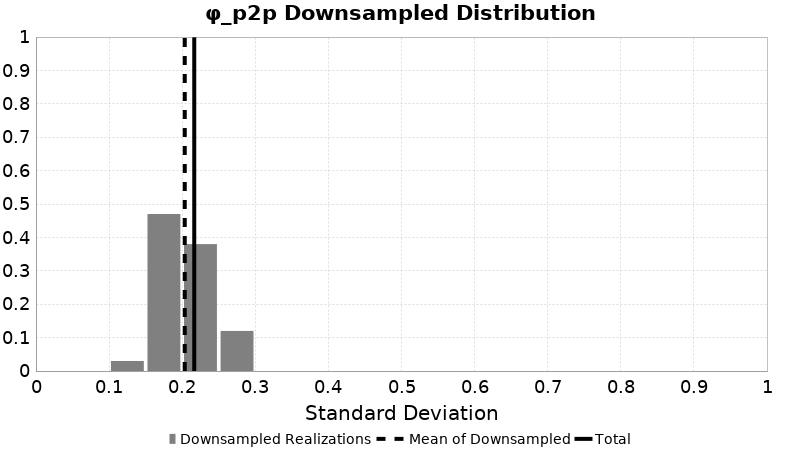 φ_p2p Downsampled Distribution
1
0.9
0.8
0.7
0.6
0.5
0.4
0.3
0.2
0.1
0
0 0.1 0.2 0.3 0.4 0.5 0.6 0.7 0.8 0.9 1
Standard Deviation
Downsampled Realizations Mean of Downsampled Total